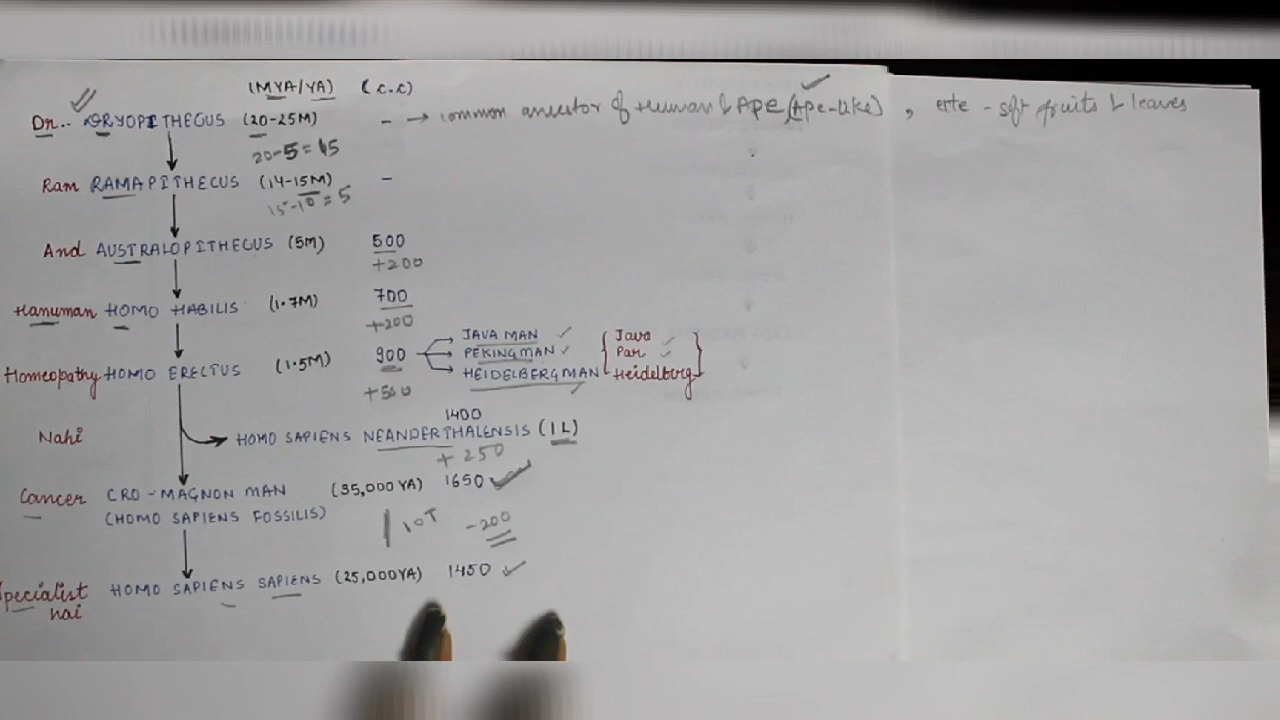 (MYA/YA) (C.C)
Dr.. DRYOPITHECUS (20-25M) - → common ancestor of Human & APE [Ape-like] , ate - soft fruits & leaves
20-5=15
Ram RAMAPITHECUS (14-15M) -
15-10=5
And AUSTRALOPITHECUS (5M) 500
+200
Hanuman HOMO HABILIS (1.7M) 700
+200
JAVA MAN { Java }
Homeopathy HOMO ERECTUS (1.5M) 900 PEKING MAN Par
HEIDELBERG MAN Heidelberg
+500
1400
Nahi HOMO SAPIENS NEANDERTHALENSIS (1L)
+ 250
Cancer CRO-MAGNON MAN (35,000 YA) 1650
(HOMO SAPIENS FOSSILIS)
10T -200
Specialist HOMO SAPIENS SAPIENS (25,000YA) 1450
hai